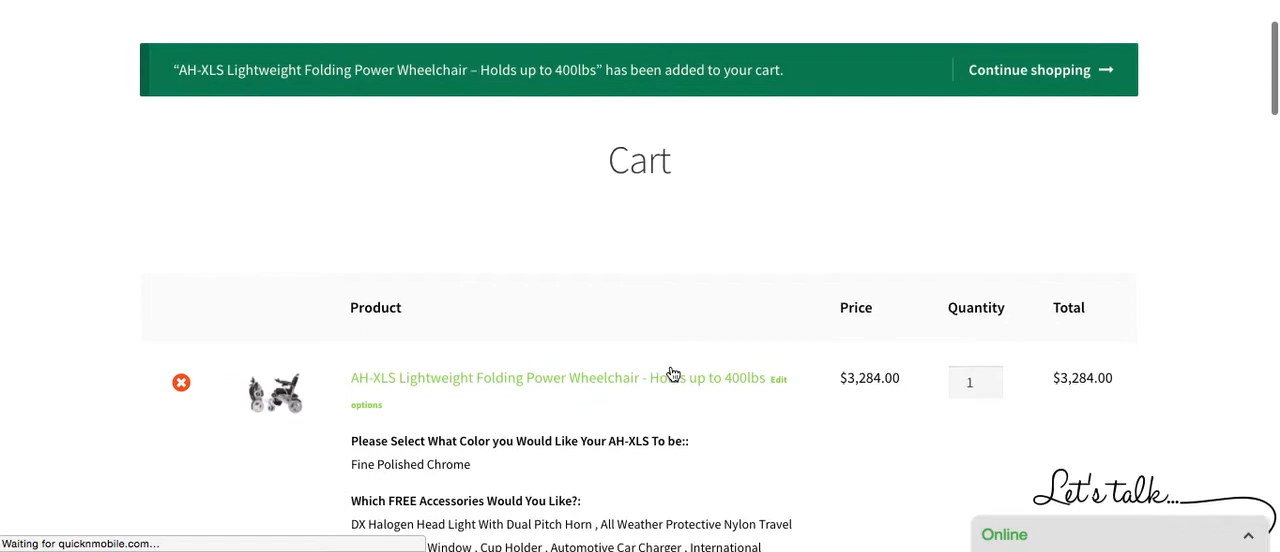 “AH-XLS Lightweight Folding Power Wheelchair – Holds up to 400lbs” has been added to your cart.
Continue shopping →
Cart
Product Price Quantity Total
AH-XLS Lightweight Folding Power Wheelchair - Holds up to 400lbs Edit
options
$3,284.00 1 $3,284.00
Please Select What Color you Would Like Your AH-XLS To be::
Fine Polished Chrome
Which FREE Accessories Would You Like?:
DX Halogen Head Light With Dual Pitch Horn , All Weather Protective Nylon Travel
Window , Cup Holder , Automotive Car Charger , International
Let's talk...
Online
Waiting for quicknmobile.com...